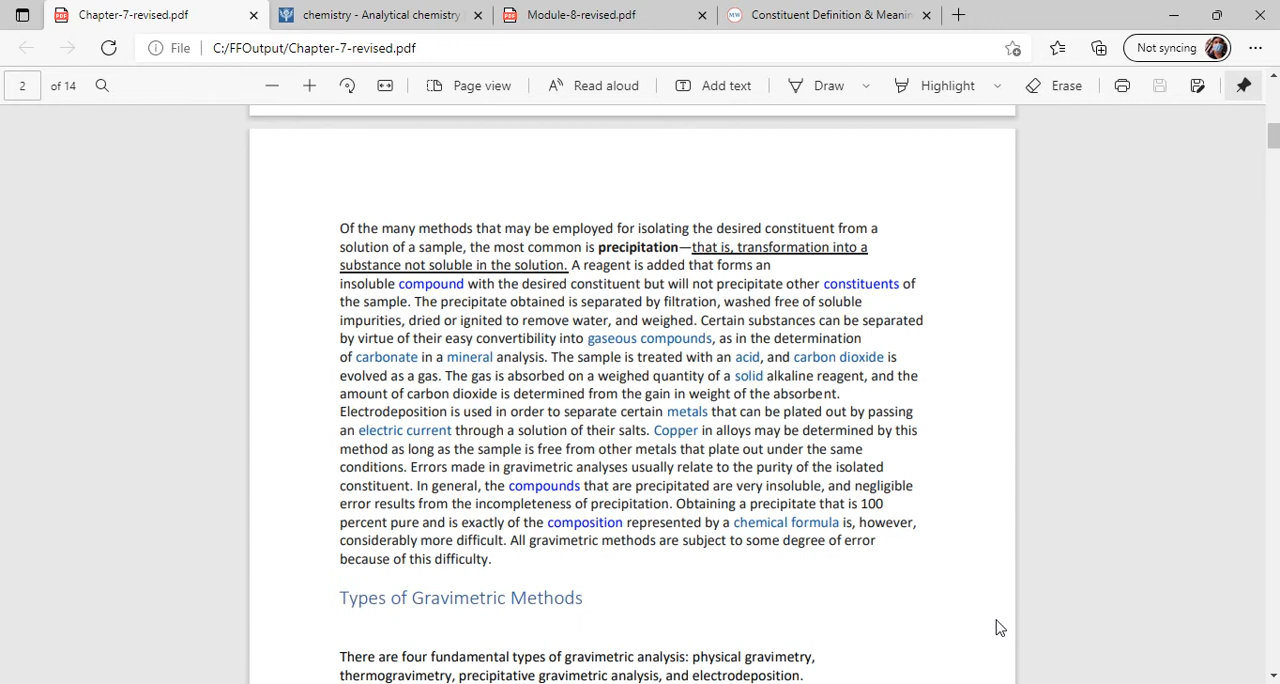 Chapter-7-revised.pdf
chemistry - Analytical chemistry
Module-8-revised.pdf
Constituent Definition & Meanin
File
C:/FFOutput/Chapter-7-revised.pdf
Not syncing
2 of 14
Page view
Read aloud
Add text
Draw
Highlight
Erase
Of the many methods that may be employed for isolating the desired constituent from a
solution of a sample, the most common is precipitation—that is, transformation into a
substance not soluble in the solution. A reagent is added that forms an
insoluble compound with the desired constituent but will not precipitate other constituents of
the sample. The precipitate obtained is separated by filtration, washed free of soluble
impurities, dried or ignited to remove water, and weighed. Certain substances can be separated
by virtue of their easy convertibility into gaseous compounds, as in the determination
of carbonate in a mineral analysis. The sample is treated with an acid, and carbon dioxide is
evolved as a gas. The gas is absorbed on a weighed quantity of a solid alkaline reagent, and the
amount of carbon dioxide is determined from the gain in weight of the absorbent.
Electrodeposition is used in order to separate certain metals that can be plated out by passing
an electric current through a solution of their salts. Copper in alloys may be determined by this
method as long as the sample is free from other metals that plate out under the same
conditions. Errors made in gravimetric analyses usually relate to the purity of the isolated
constituent. In general, the compounds that are precipitated are very insoluble, and negligible
error results from the incompleteness of precipitation. Obtaining a precipitate that is 100
percent pure and is exactly of the composition represented by a chemical formula is, however,
considerably more difficult. All gravimetric methods are subject to some degree of error
because of this difficulty.
Types of Gravimetric Methods
There are four fundamental types of gravimetric analysis: physical gravimetry,
thermogravimetry, precipitative gravimetric analysis, and electrodeposition.